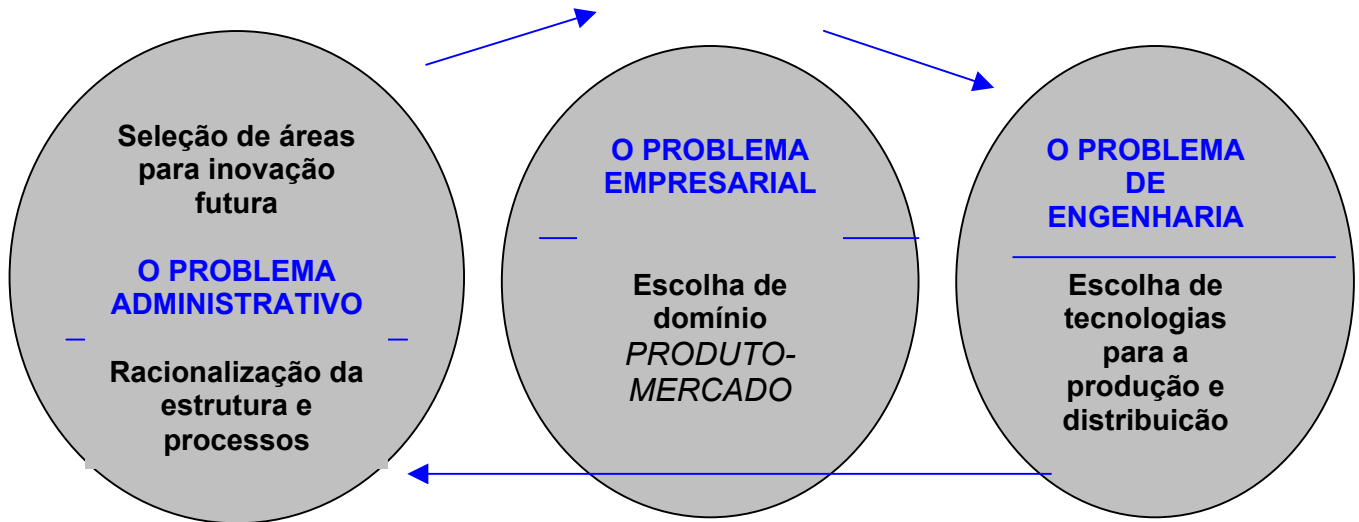 Seleção de áreas
para inovação
futura
O PROBLEMA
ADMINISTRATIVO
Racionalização da
estrutura e
processos
O PROBLEMA
EMPRESARIAL
Escolha de
domínio
PRODUTO-
MERCADO
O PROBLEMA
DE
ENGENHARIA
Escolha de
tecnologias
para a
produção e
distribuicão